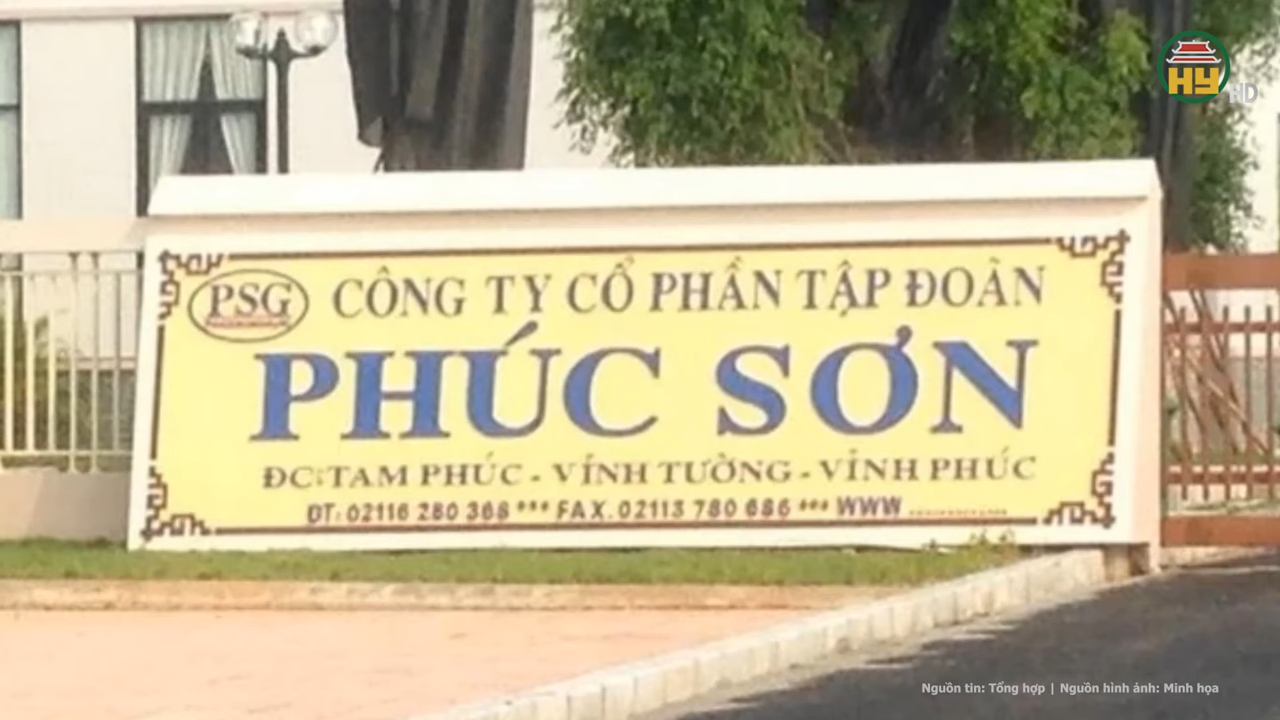 HY
HD
PSG
CÔNG TY CỔ PHẦN TẬP ĐOÀN
PHÚC SƠN
ĐC: TAM PHÚC - VĨNH TƯỜNG - VĨNH PHÚC
ĐT: 02116 280 368 *** FAX. 02113 780 686 *** WWW
Nguồn tin: Tổng hợp | Nguồn hình ảnh: Minh họa